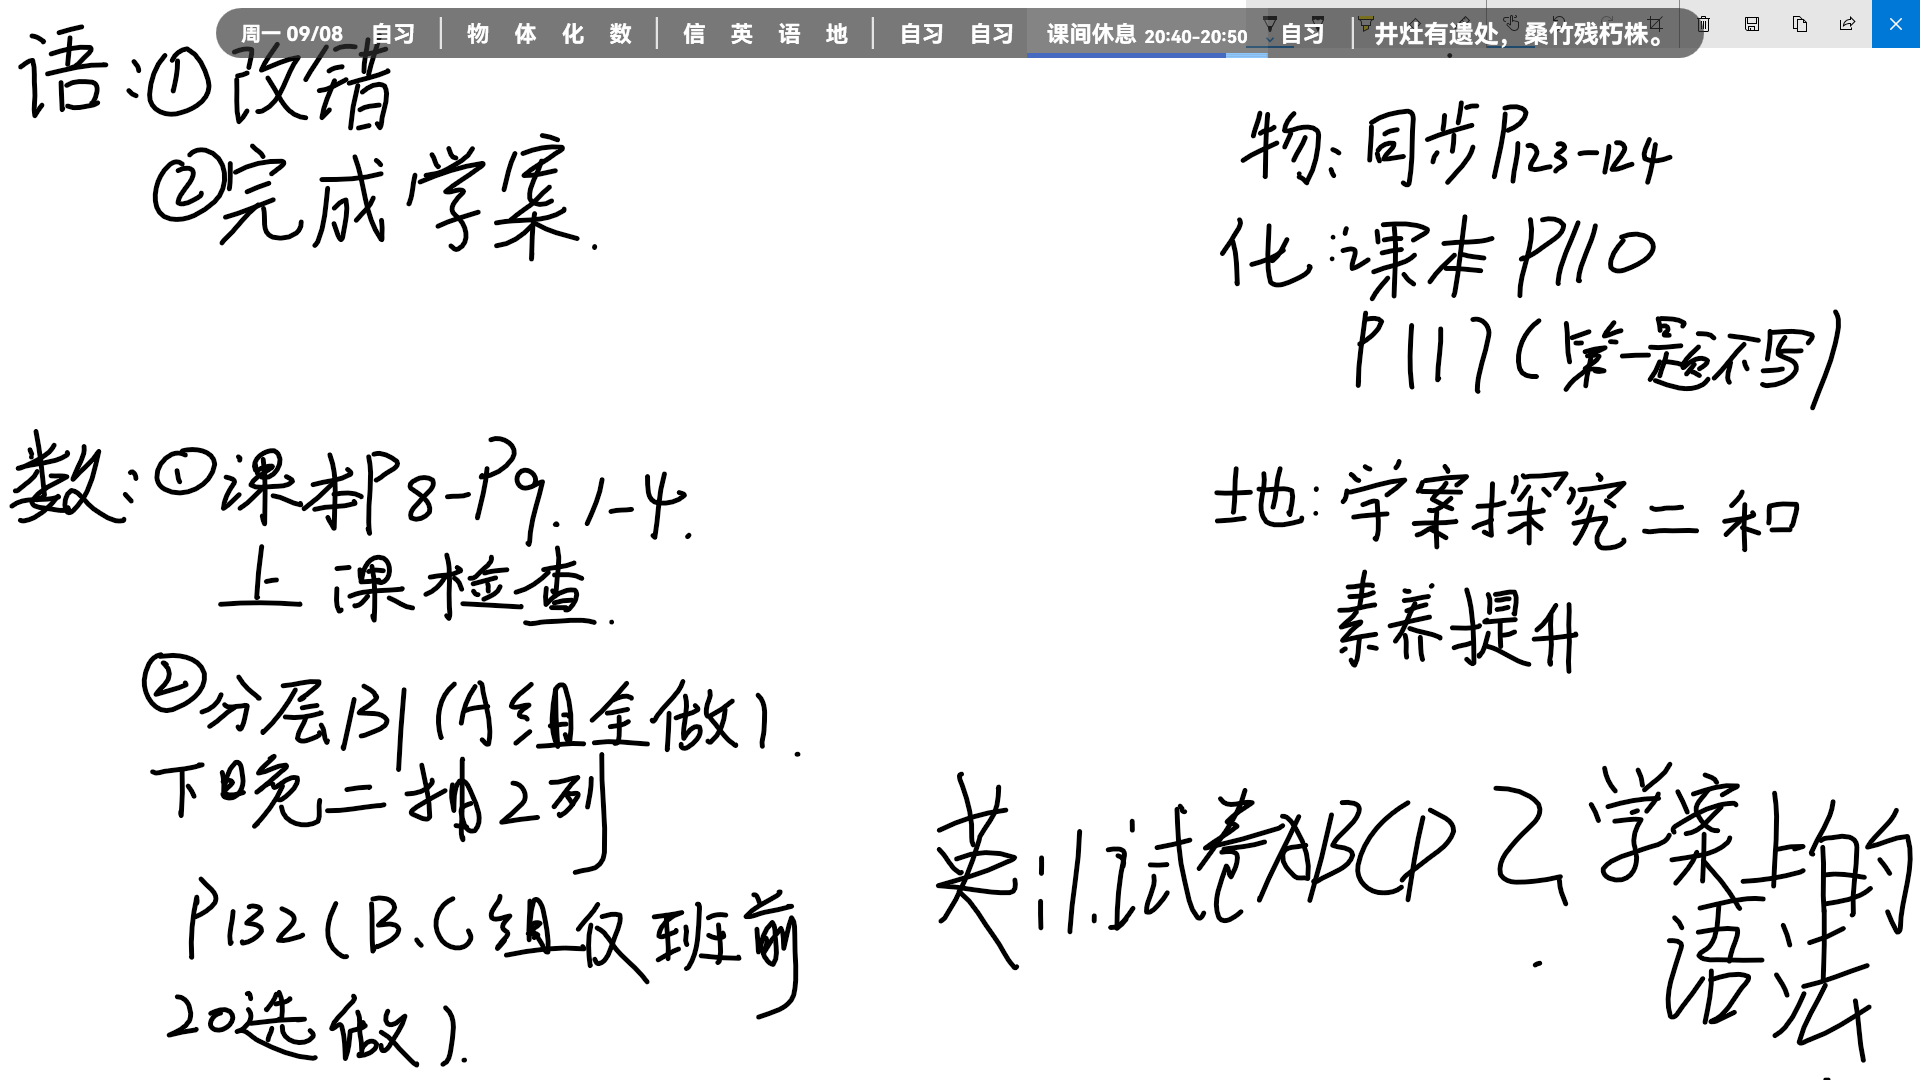 周一 09/08 自习 | 物 体 化 数 | 信 英 语 地 | 自习 自习 课间休息 20:40-20:50 自习 | 井灶有遗处，桑竹残朽株。
语:①改错
②完成学案.
数:①课本P8-P9.1-4.
上课检查.
②分层B1(A组全做).
下日晚二抽2列
P132(B.C组仅班前
20选做).
物:同步P123-124
化:课本P110
P117(第一题不写)
地:学案探究二和
素养提升
英:1.试卷ABCD 2.学案上的
语法